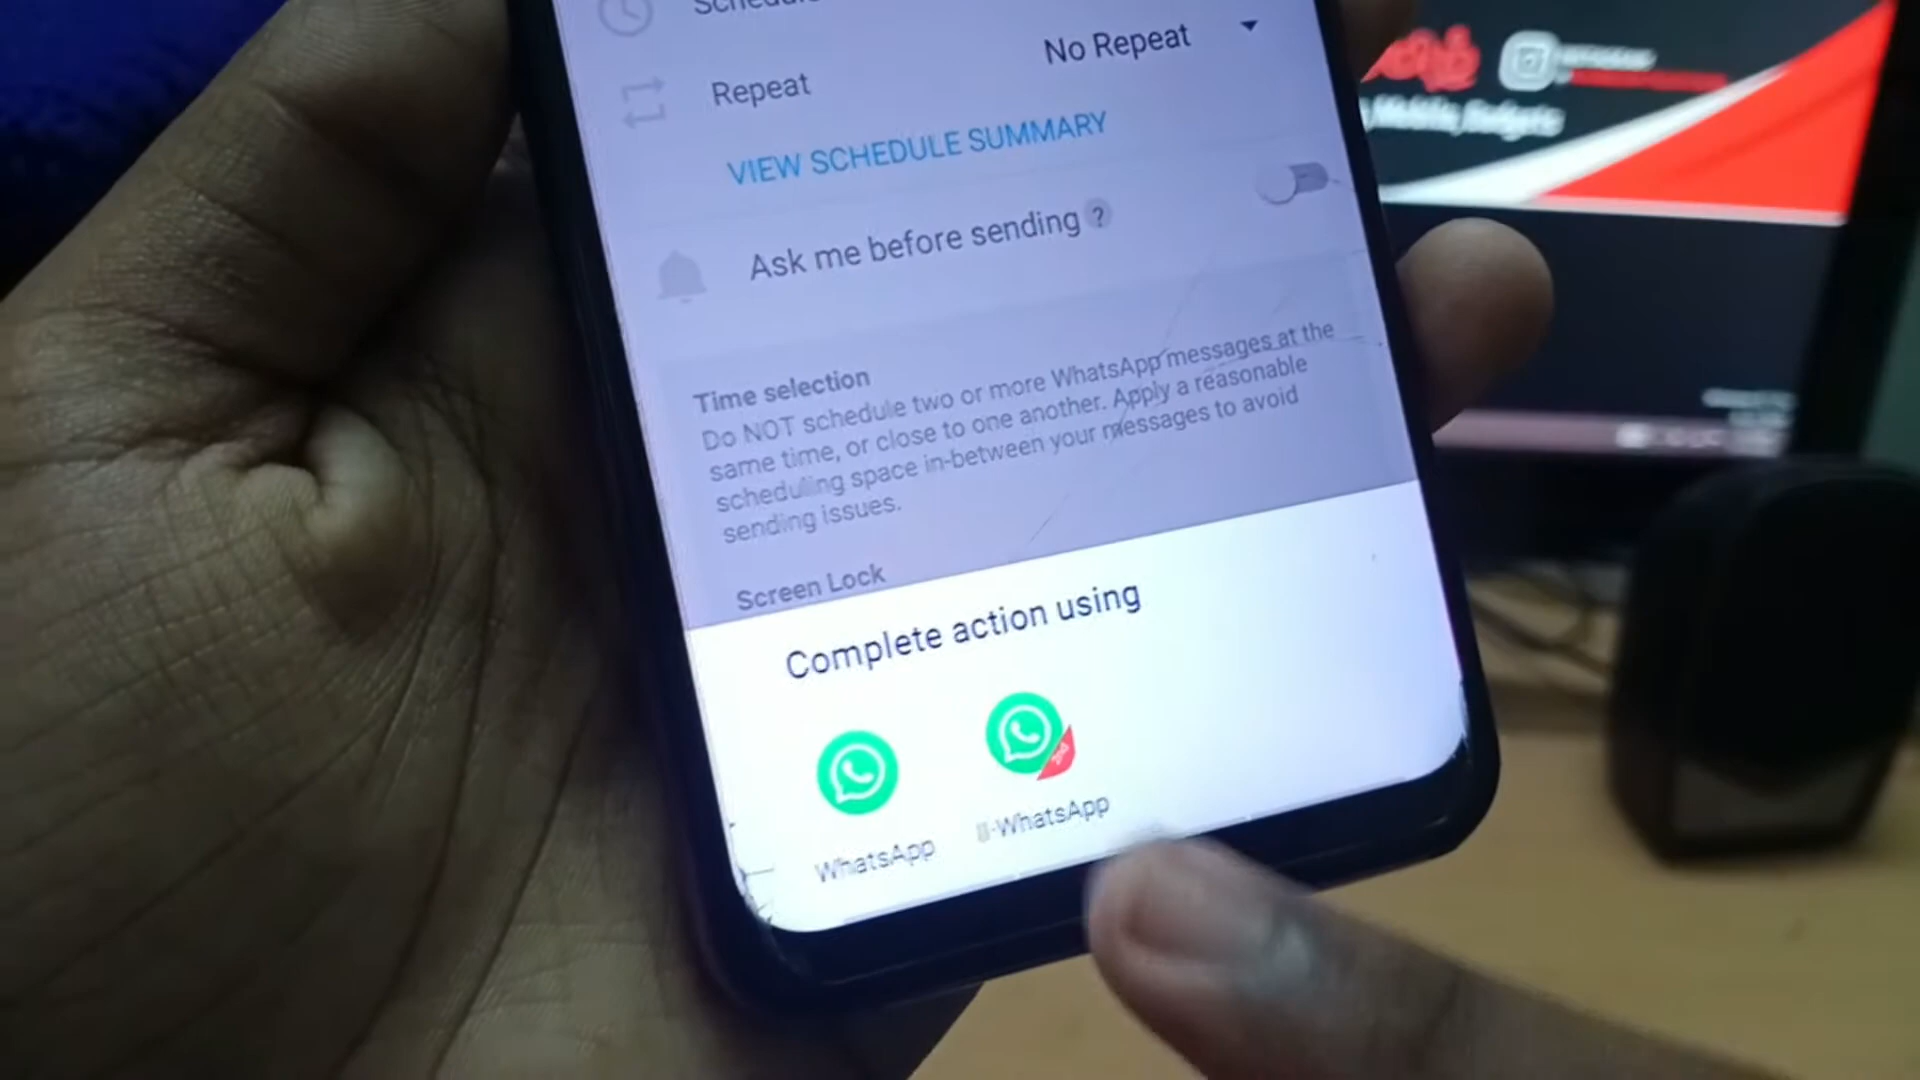 No Repeat
Repeat
VIEW SCHEDULE SUMMARY
Ask me before sending ?
Time selection
Do NOT schedule two or more WhatsApp messages at the
same time, or close to one another. Apply a reasonable
scheduling space in-between your messages to avoid
sending issues.
Screen Lock
Complete action using
WhatsApp
-WhatsApp